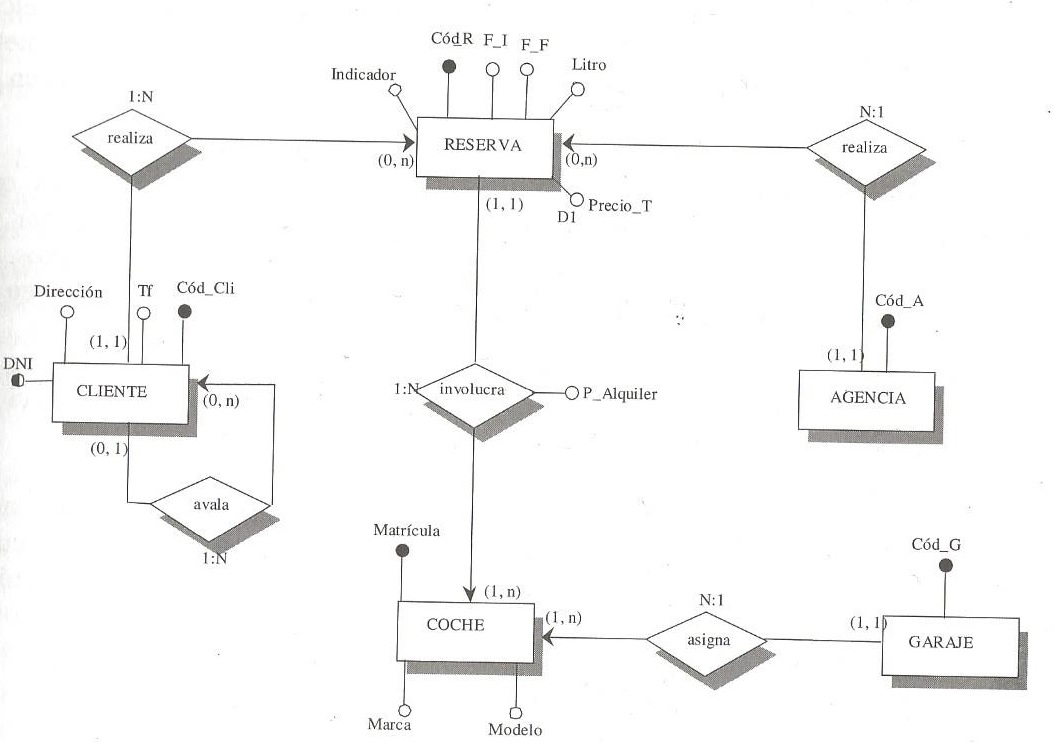 CódR F_I F_F
Litro
Indicador
1:N
N:1
realiza
RESERVA
realiza
(0, n)
(0,n)
(1, 1)
D1 Precio_T
Dirección Tf Cód_Cli
Cód_A
(1, 1)
(1, 1)
DNI
CLIENTE
(0, n)
1:N involucra P_Alquiler
AGENCIA
(0, 1)
avala
1:N
Matrícula
Cód_G
(1, n)
N:1
COCHE
(1, n)
(1, 1)
asigna
GARAJE
Marca Modelo